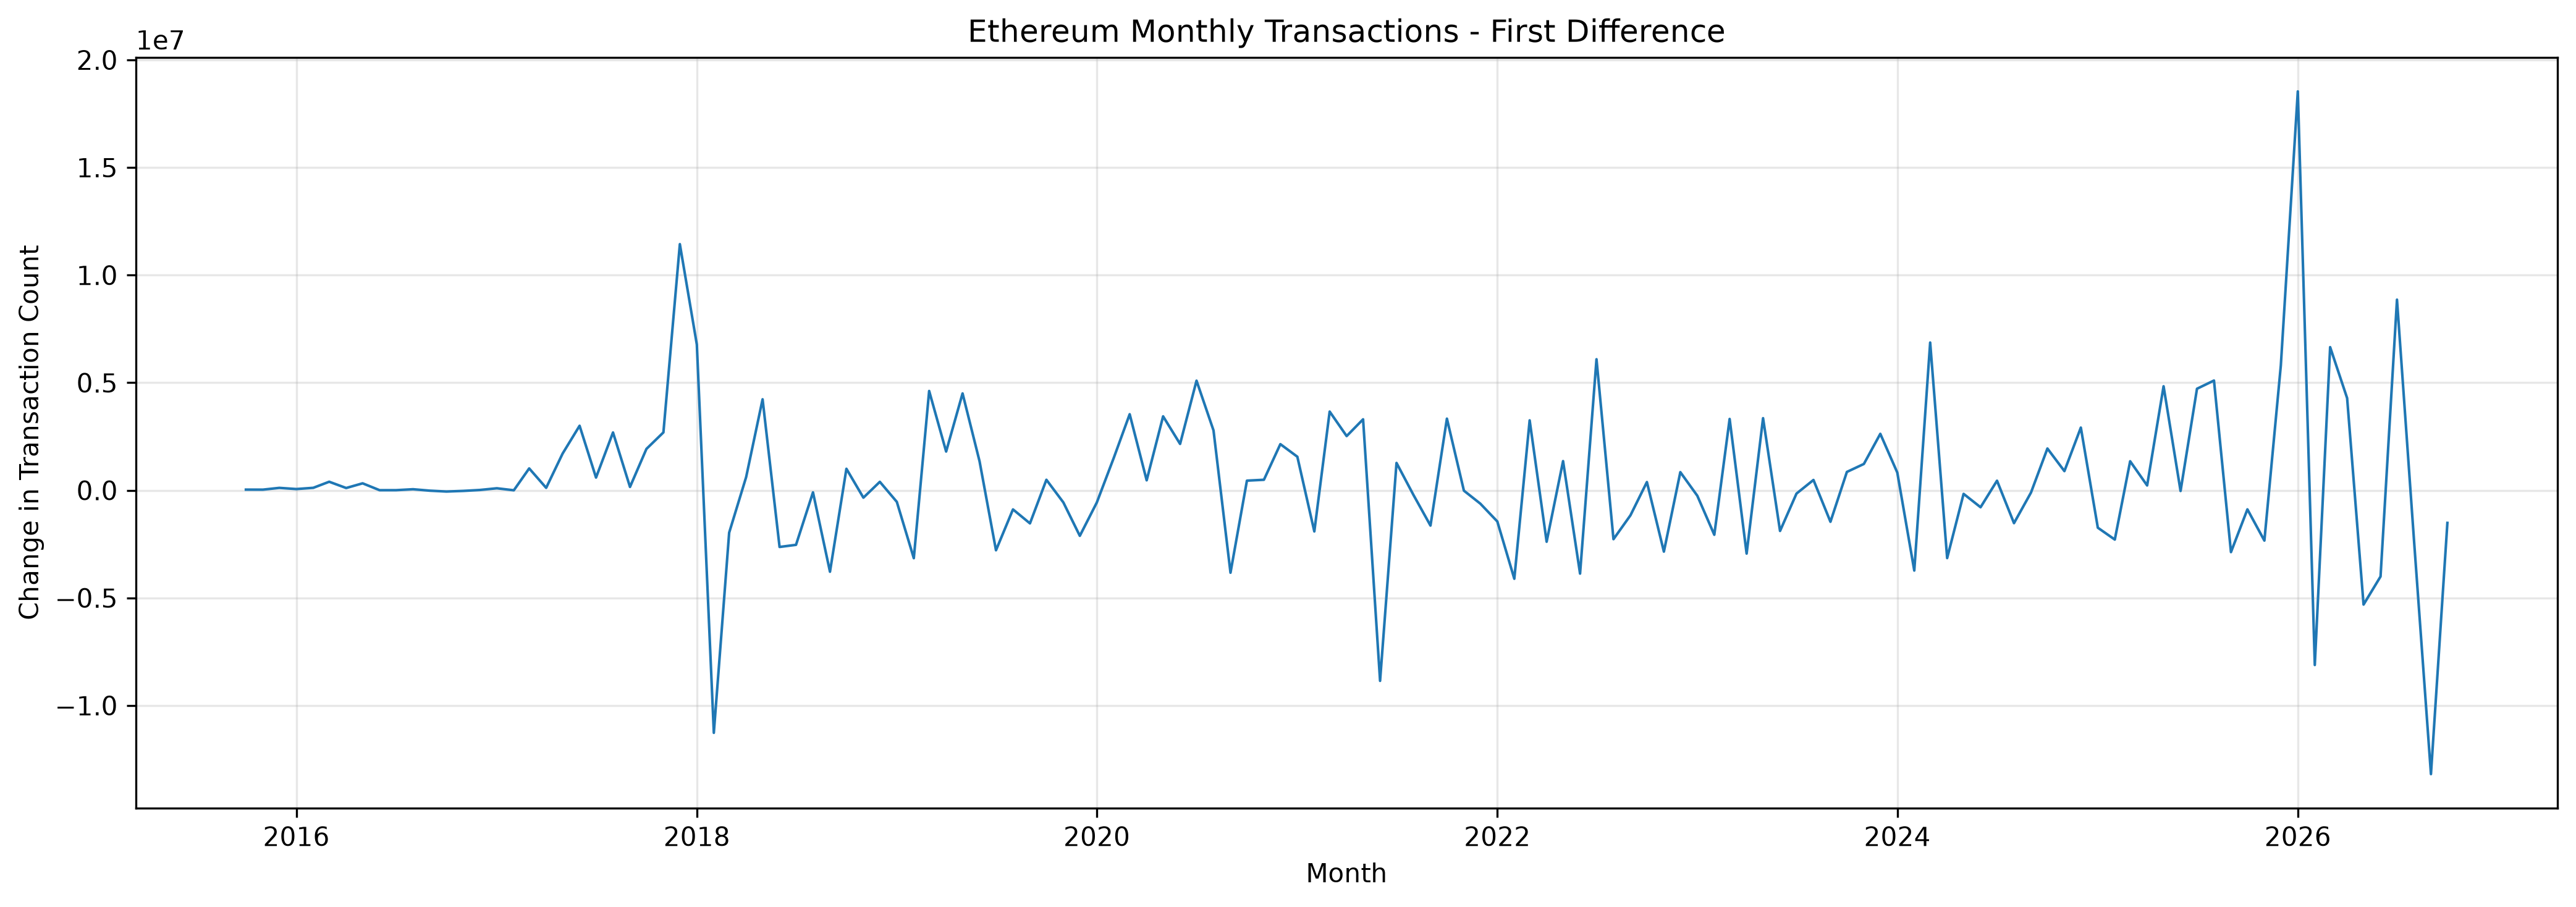 Ethereum Monthly Transactions - First Difference
1e7
2.0
1.5
1.0
0.5
0.0
−0.5
−1.0
Change in Transaction Count
2016 2018 2020 2022 2024 2026
Month